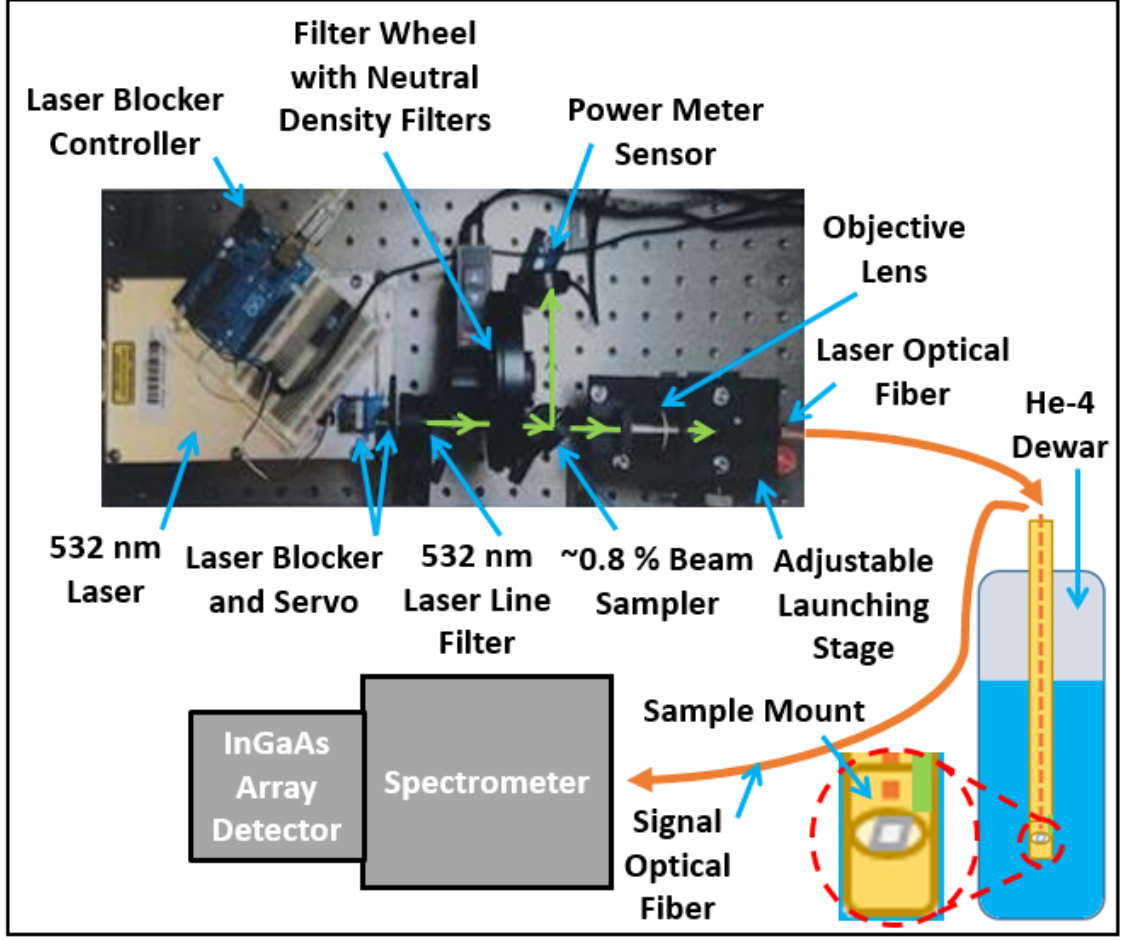 Filter Wheel
with Neutral
Density Filters
Laser Blocker
Controller
Power Meter
Sensor
Objective
Lens
Laser Optical
Fiber
He-4
Dewar
532 nm
Laser
Laser Blocker
and Servo
532 nm
Laser Line
Filter
~0.8 % Beam
Sampler
Adjustable
Launching
Stage
Sample Mount
InGaAs
Array
Detector
Spectrometer
Signal
Optical
Fiber